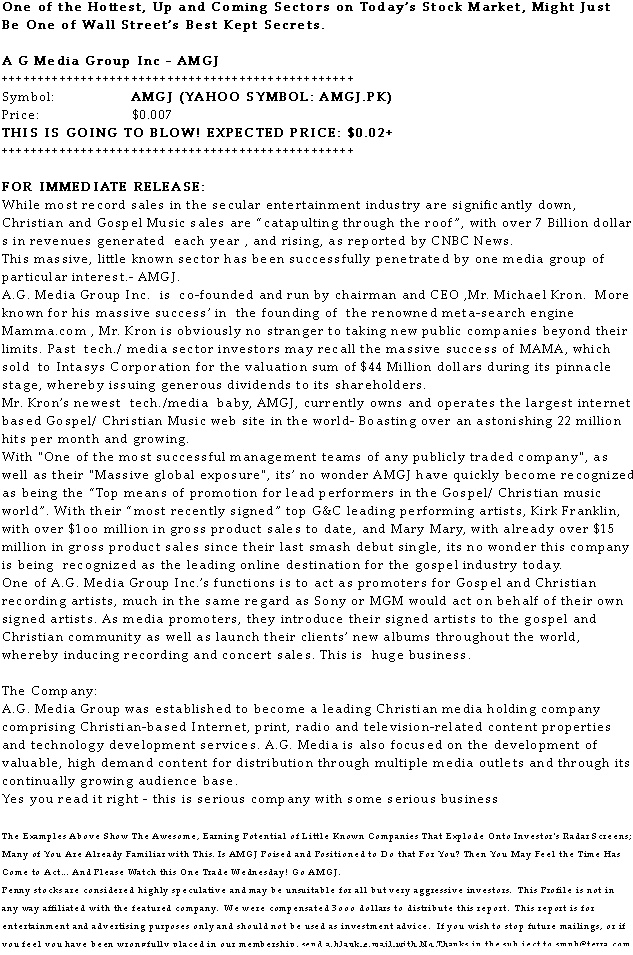 One of the Hottest, Up and Coming Sectors on Today's Stock Market, Might Just
Be One of Wall Street's Best Kept Secrets.
A G Media Group Inc - AMGJ
+++++++++++++++++++++++++++++++++++++++++++++++++
Symbol: AMGJ (YAHOO SYMBOL: AMGJ.PK)
Price: $0.007
THIS IS GOING TO BLOW! EXPECTED PRICE: $0.02+
+++++++++++++++++++++++++++++++++++++++++++++++++
FOR IMMEDIATE RELEASE:
While most record sales in the secular entertainment industry are significantly down,
Christian and Gospel Music sales are “catapulting through the roof”, with over 7 Billion dollar
s in revenues generated each year , and rising, as reported by CNBC News.
This massive, little known sector has been successfully penetrated by one media group of
particular interest.- AMGJ.
A.G. Media Group Inc. is co-founded and run by chairman and CEO ,Mr. Michael Kron. More
known for his massive success’ in the founding of the renowned meta-search engine
Mamma.com , Mr. Kron is obviously no stranger to taking new public companies beyond their
limits. Past tech./ media sector investors may recall the massive success of MAMA, which
sold to Intasys Corporation for the valuation sum of $44 Million dollars during its pinnacle
stage, whereby issuing generous dividends to its shareholders.
Mr. Kron’s newest tech./media baby, AMGJ, currently owns and operates the largest internet
based Gospel/ Christian Music web site in the world- Boasting over an astonishing 22 million
hits per month and growing.
With "One of the most successful management teams of any publicly traded company", as
well as their "Massive global exposure", its’ no wonder AMGJ have quickly become recognized
as being the “Top means of promotion for lead performers in the Gospel/ Christian music
world”. With their “most recently signed” top G&C leading performing artists, Kirk Franklin,
with over $100 million in gross product sales to date, and Mary Mary, with already over $15
million in gross product sales since their last smash debut single, its no wonder this company
is being recognized as the leading online destination for the gospel industry today.
One of A.G. Media Group Inc.’s functions is to act as promoters for Gospel and Christian
recording artists, much in the same regard as Sony or MGM would act on behalf of their own
signed artists. As media promoters, they introduce their signed artists to the gospel and
Christian community as well as launch their clients’ new albums throughout the world,
whereby inducing recording and concert sales. This is huge business.
The Company:
A.G. Media Group was established to become a leading Christian media holding company
comprising Christian-based Internet, print, radio and television-related content properties
and technology development services. A.G. Media is also focused on the development of
valuable, high demand content for distribution through multiple media outlets and through its
continually growing audience base.
Yes you read it right - this is serious company with some serious business
The Examples Above Show The Awesome, Earning Potential of Little Known Companies That Explode Onto Investor's Radar Screens;
Many of You Are Already Familiar with This. Is AMGJ Poised and Positioned to Do that For You? Then You May Feel the Time Has
Come to Act... And Please Watch this One Trade Wednesday! Go AMGJ.
Penny stocks are considered highly speculative and may be unsuitable for all but very aggressive investors. This Profile is not in
any way affiliated with the featured company. We were compensated 3000 dollars to distribute this report. This report is for
entertainment and advertising purposes only and should not be used as investment advice. If you wish to stop future mailings, or if
you feel you have been wrongfully placed in our membership, send a blank e mail with No Thanks in the sub ject to